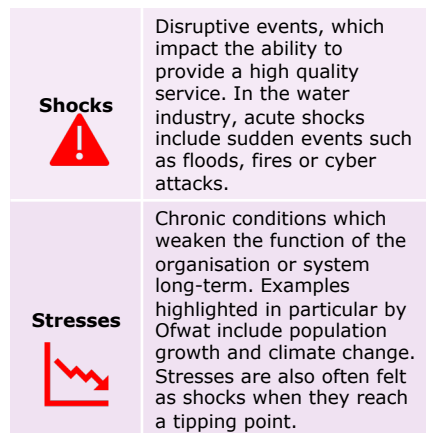 Shocks
Disruptive events, which
impact the ability to
provide a high quality
service. In the water
industry, acute shocks
include sudden events such
as floods, fires or cyber
attacks.
Stresses
Chronic conditions which
weaken the function of the
organisation or system
long-term. Examples
highlighted in particular by
Ofwat include population
growth and climate change.
Stresses are also often felt
as shocks when they reach
a tipping point.